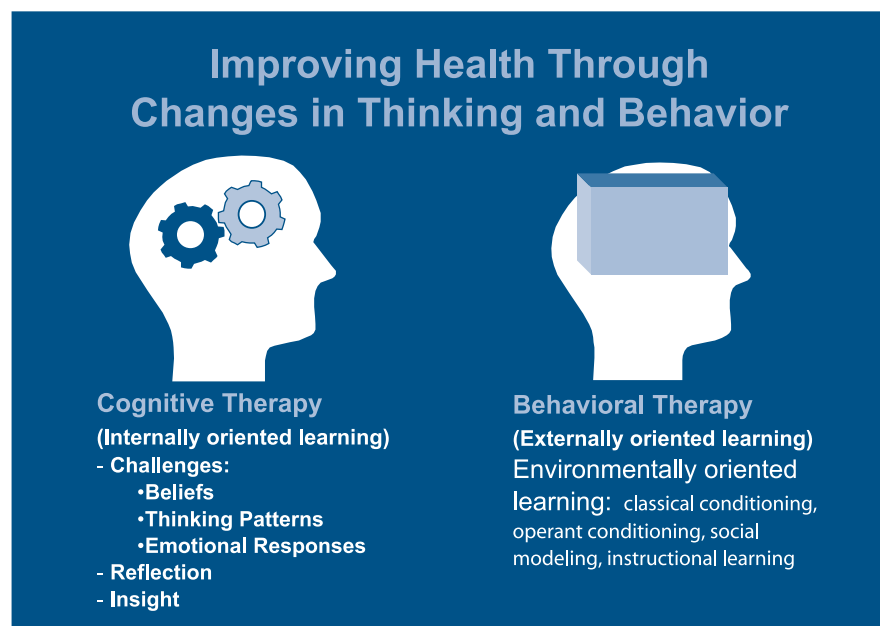 Improving Health Through
Changes in Thinking and Behavior
Cognitive Therapy
(Internally oriented learning)
- Challenges:
•Beliefs
•Thinking Patterns
•Emotional Responses
- Reflection
- Insight
Behavioral Therapy
(Externally oriented learning)
Environmentally oriented
learning: classical conditioning,
operant conditioning, social
modeling, instructional learning